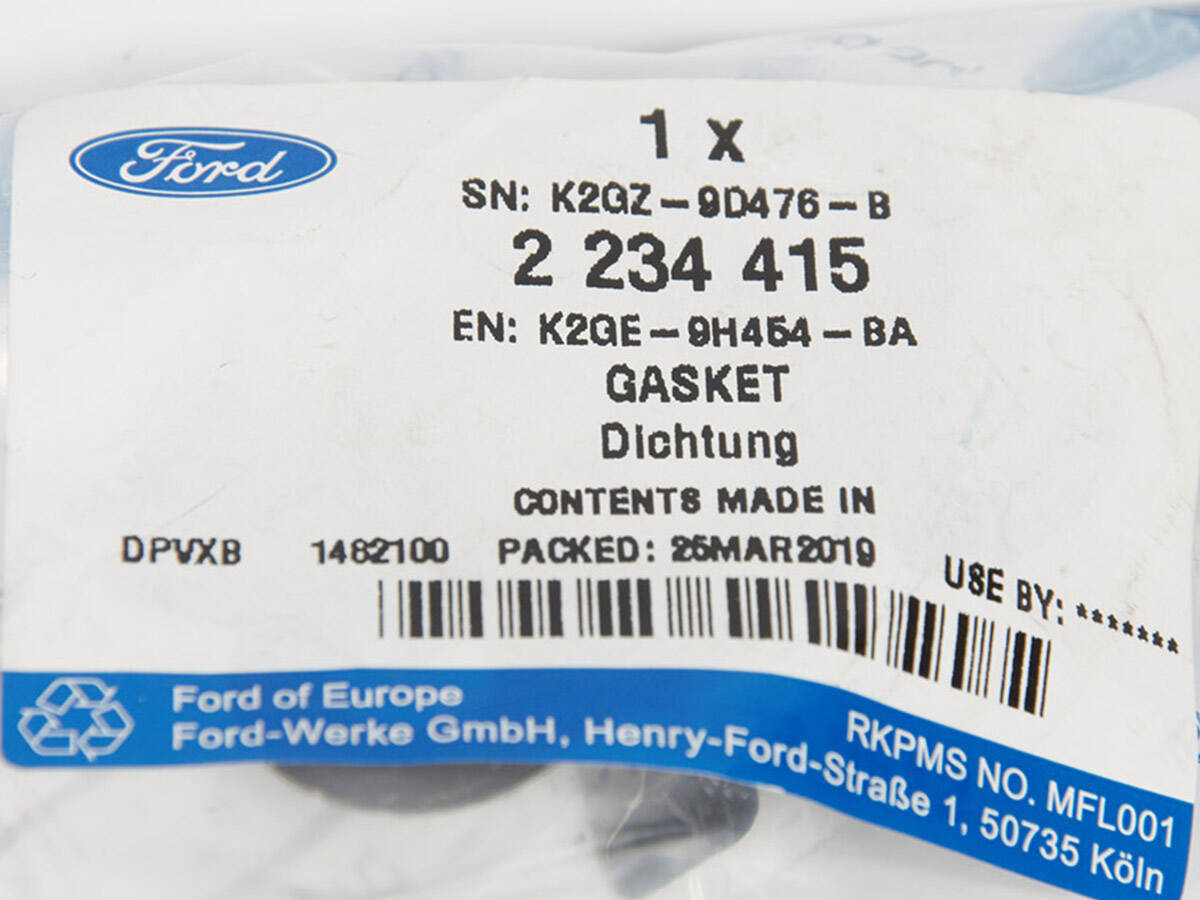 Ford
1 x
SN: K2GZ-9D476-B
2 234 415
EN: K2GE-9H454-BA
GASKET
Dichtung
CONTENTS MADE IN
DPVXB 1482100 PACKED: 25MAR2019 USE BY: *******
Ford of Europe
Ford-Werke GmbH, Henry-Ford-Straße 1, 50735 Köln
RKPMS NO. MFL001